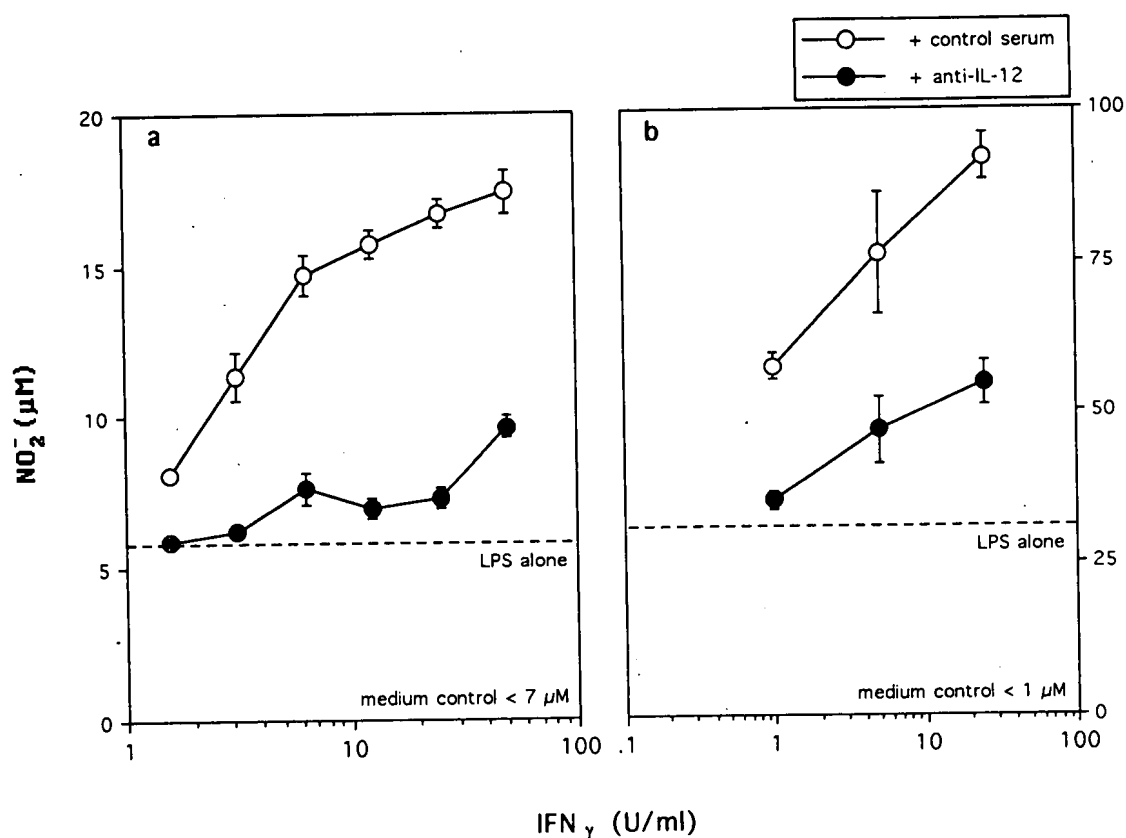 + control serum
+ anti-IL-12
a
b
20
15
10
5
0
100
75
50
25
0
NO₂⁻ (μM)
LPS alone
LPS alone
medium control < 7 μM
medium control < 1 μM
1
10
100
.1
1
10
100
IFN γ (U/ml)